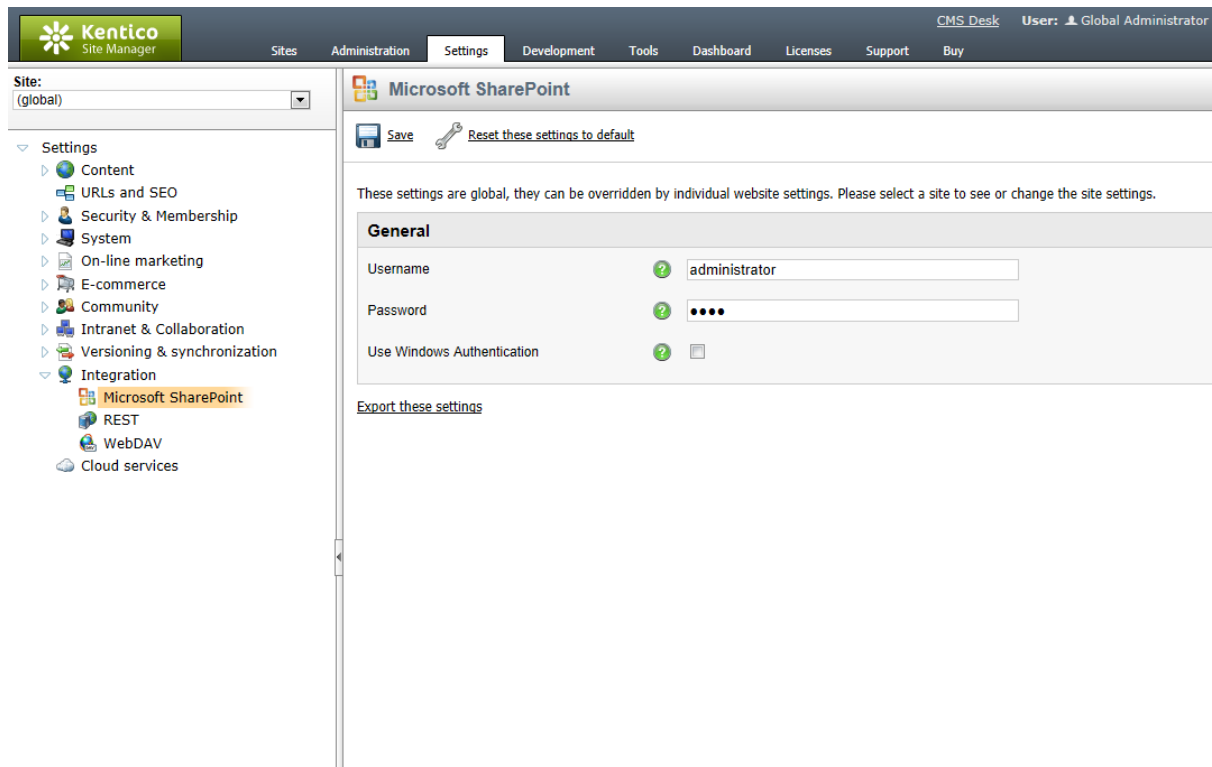 Kentico
Site Manager
CMS Desk User: Global Administrator
Sites Administration Settings Development Tools Dashboard Licenses Support Buy
Site:
(global)
Settings
Content
URLs and SEO
Security & Membership
System
On-line marketing
E-commerce
Community
Intranet & Collaboration
Versioning & synchronization
Integration
Microsoft SharePoint
REST
WebDAV
Cloud services
Microsoft SharePoint
Save Reset these settings to default
These settings are global, they can be overridden by individual website settings. Please select a site to see or change the site settings.
General
Username ? administrator
Password ? ••••
Use Windows Authentication ?
Export these settings